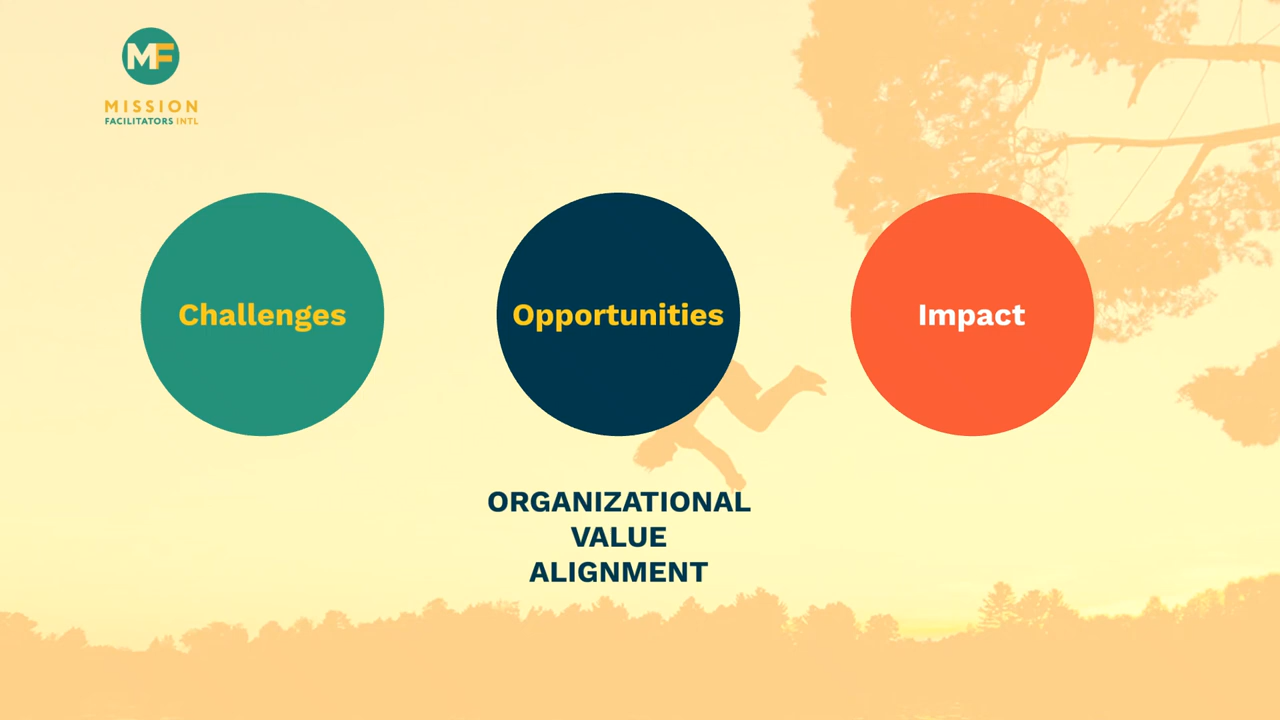 MF
MISSION
FACILITATORS INTL
Challenges
Opportunities
Impact
ORGANIZATIONAL
VALUE
ALIGNMENT